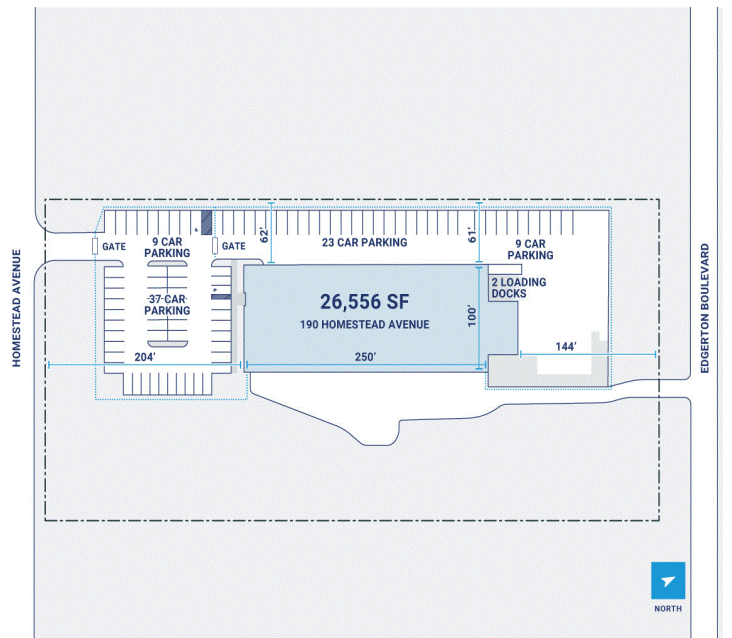 HOMESTEAD AVENUE
GATE
9 CAR
PARKING
GATE
62'
23 CAR PARKING
61'
9 CAR
PARKING
2 LOADING
DOCKS
37 CAR
PARKING
26,556 SF
190 HOMESTEAD AVENUE
100'
204'
250'
144'
EDGERTON BOULEVARD
NORTH